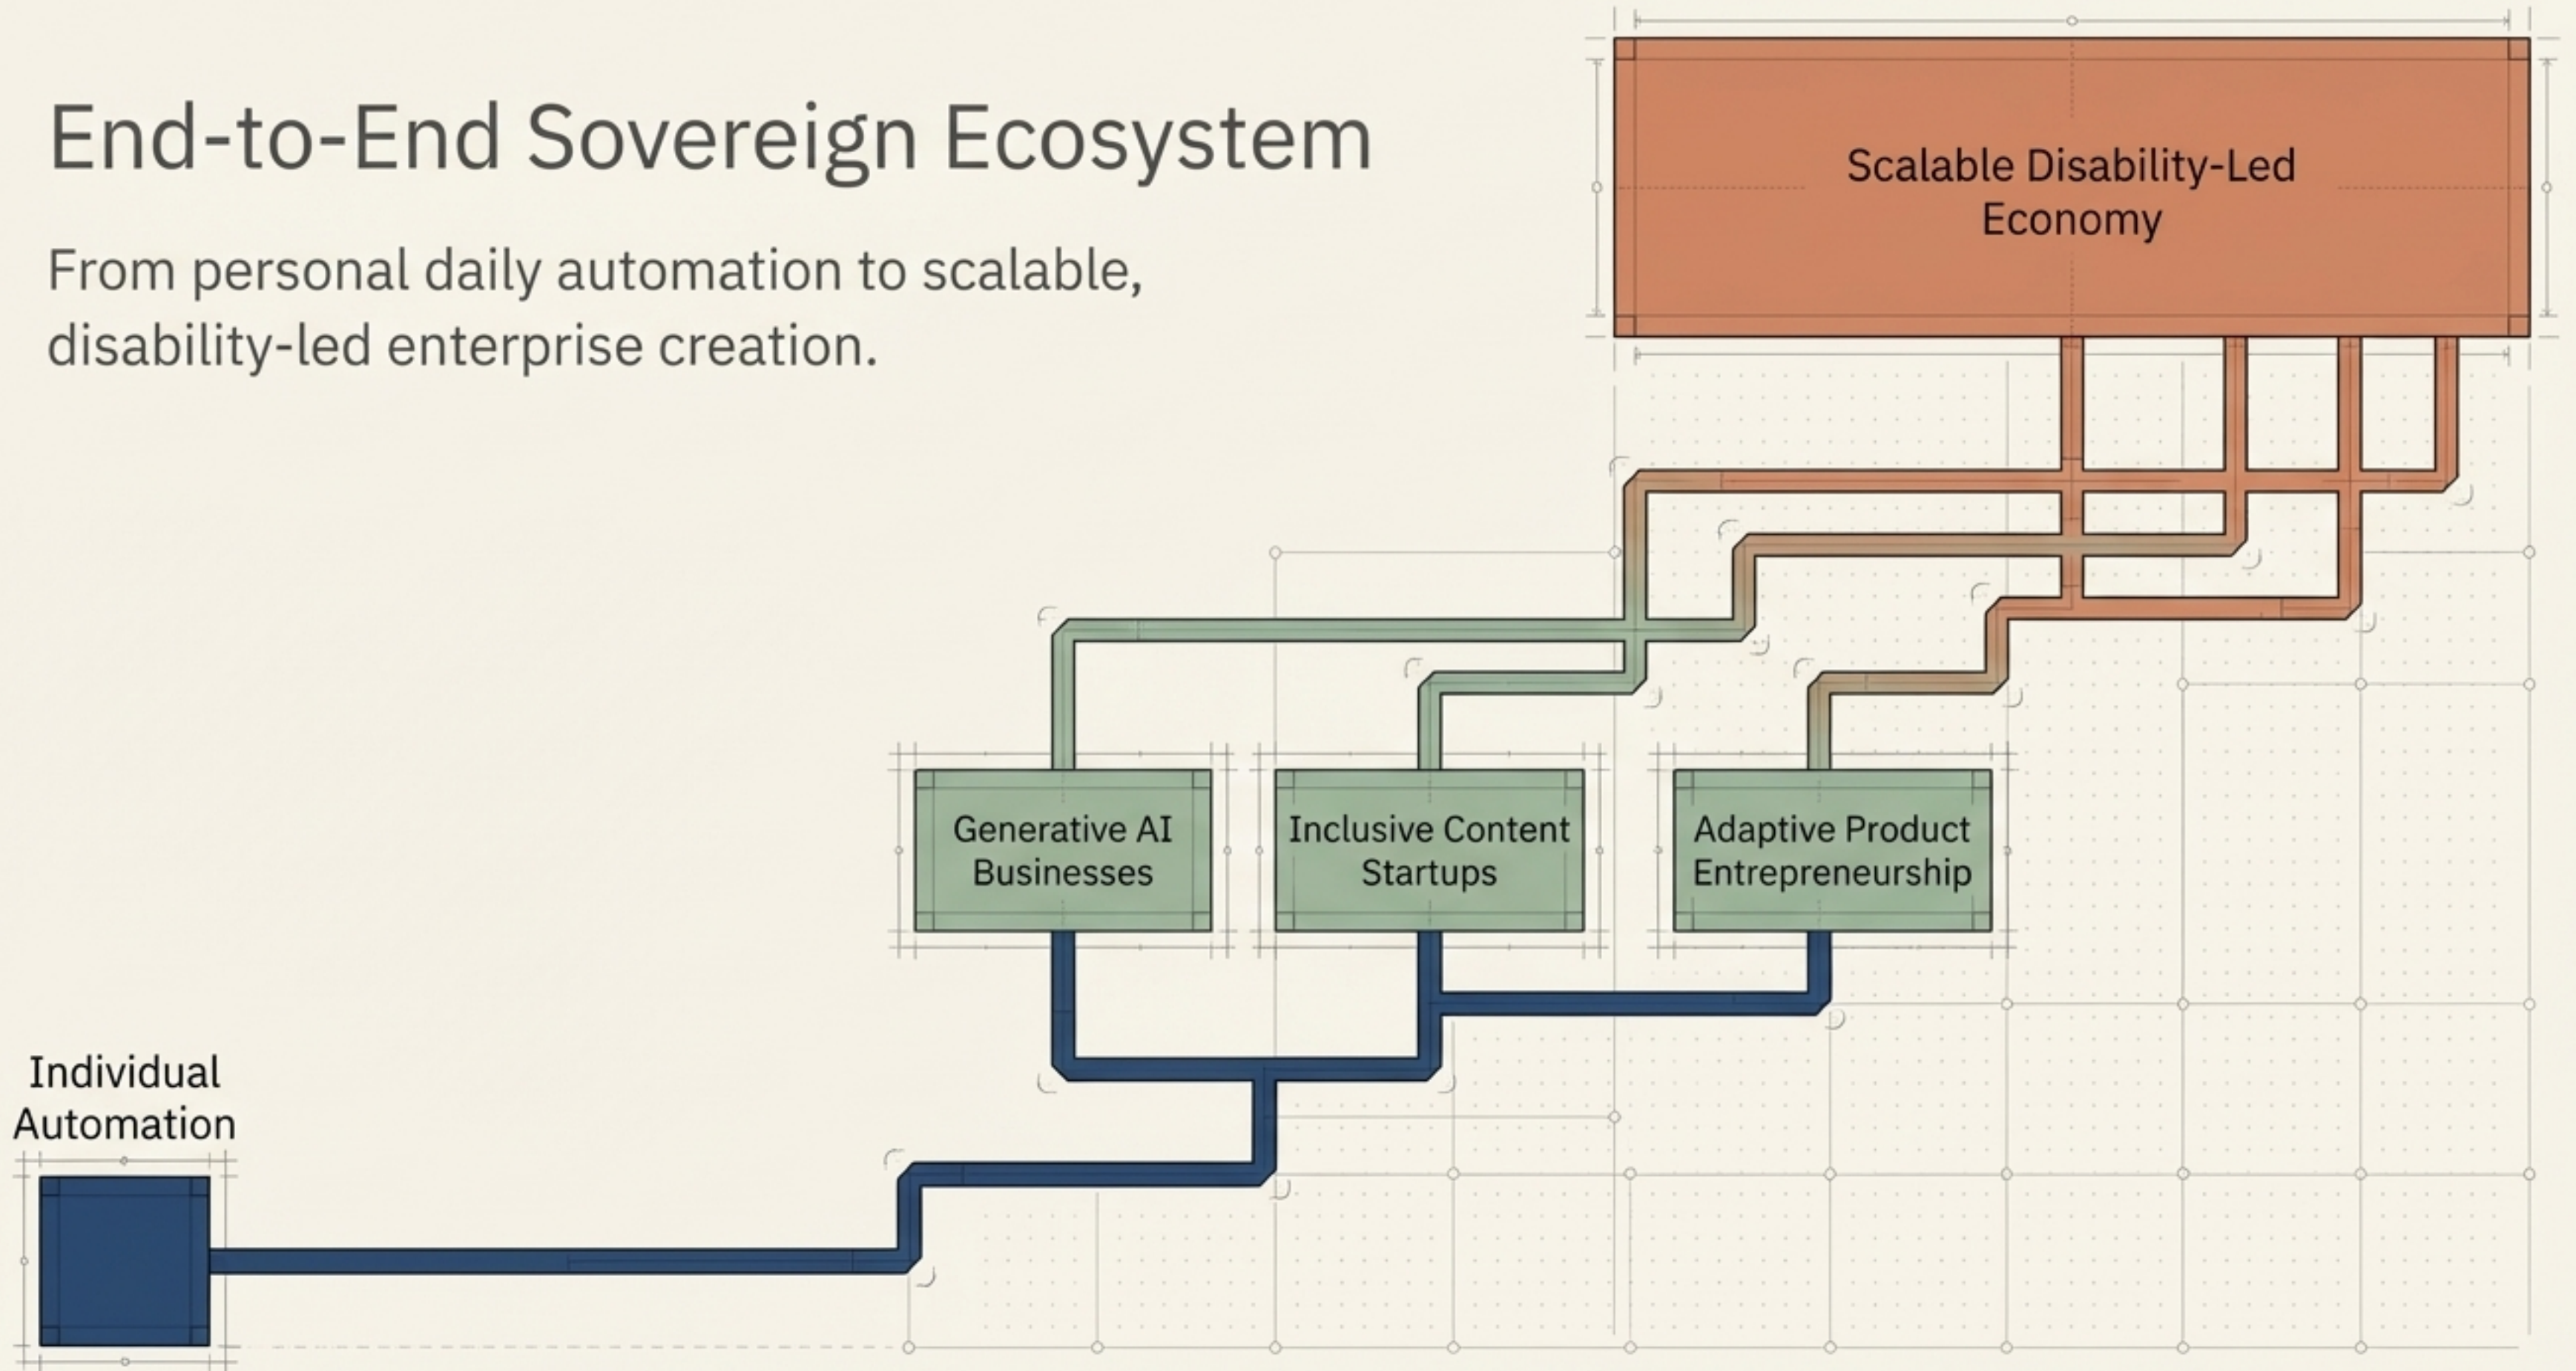 End-to-End Sovereign Ecosystem
From personal daily automation to scalable,
disability-led enterprise creation.
Scalable Disability-Led
Economy
Generative AI
Businesses
Inclusive Content
Startups
Adaptive Product
Entrepreneurship
Individual
Automation